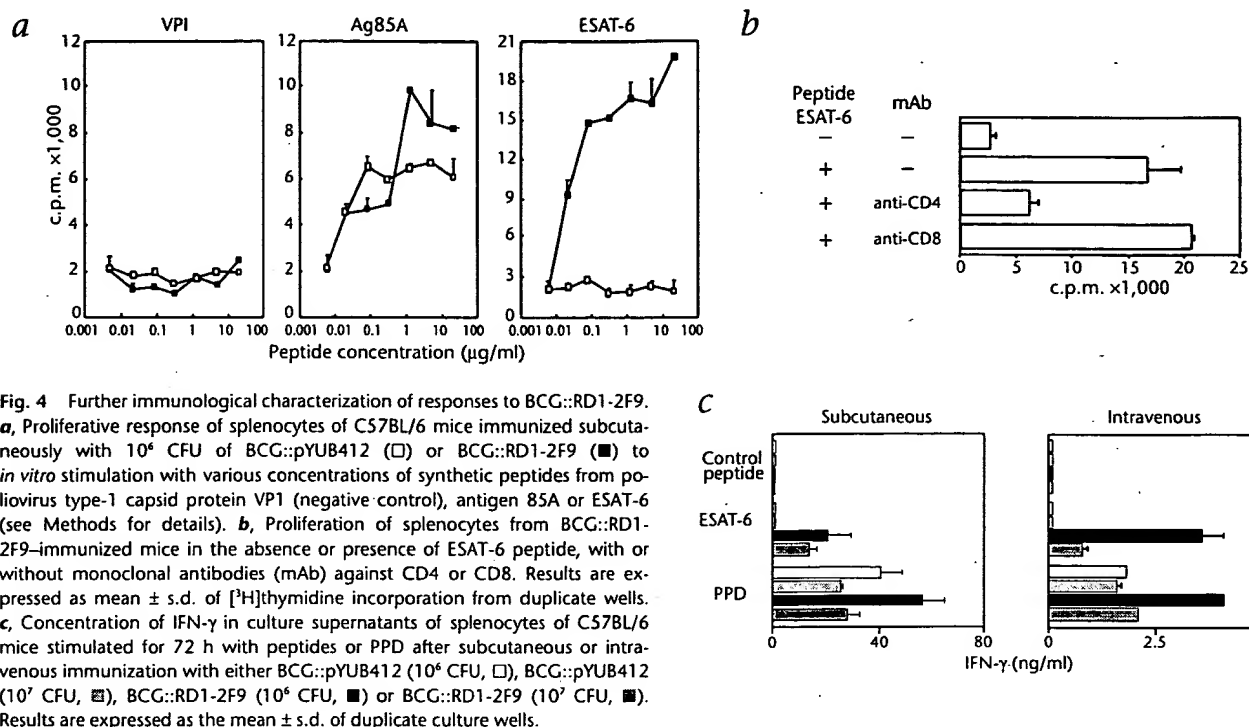 a
VPI
Ag85A
ESAT-6
c.p.m. ×1,000
12
10
8
6
4
2
0
0.001 0.01 0.1 1 10 100
12
10
8
6
4
2
0
0.001 0.01 0.1 1 10 100
21
18
15
12
9
6
3
0
0.001 0.01 0.1 1 10 100
Peptide concentration (µg/ml)
b
Peptide ESAT-6
mAb
– –
+ –
+ anti-CD4
+ anti-CD8
0 5 10 15 20 25
c.p.m. ×1,000
Fig. 4 Further immunological characterization of responses to BCG::RD1-2F9.
a, Proliferative response of splenocytes of C57BL/6 mice immunized subcuta-
neously with 10⁶ CFU of BCG::pYUB412 (□) or BCG::RD1-2F9 (■) to
in vitro stimulation with various concentrations of synthetic peptides from po-
liovirus type-1 capsid protein VP1 (negative control), antigen 85A or ESAT-6
(see Methods for details). b, Proliferation of splenocytes from BCG::RD1-
2F9–immunized mice in the absence or presence of ESAT-6 peptide, with or
without monoclonal antibodies (mAb) against CD4 or CD8. Results are ex-
pressed as mean ± s.d. of [³H]thymidine incorporation from duplicate wells.
c, Concentration of IFN-γ in culture supernatants of splenocytes of C57BL/6
mice stimulated for 72 h with peptides or PPD after subcutaneous or intra-
venous immunization with either BCG::pYUB412 (10⁶ CFU, □), BCG::pYUB412
(10⁷ CFU, ▨), BCG::RD1-2F9 (10⁶ CFU, ■) or BCG::RD1-2F9 (10⁷ CFU, ■).
Results are expressed as the mean ± s.d. of duplicate culture wells.
c
Subcutaneous
Intravenous
Control peptide
ESAT-6
PPD
0 40 80
0 2.5
IFN-γ (ng/ml)